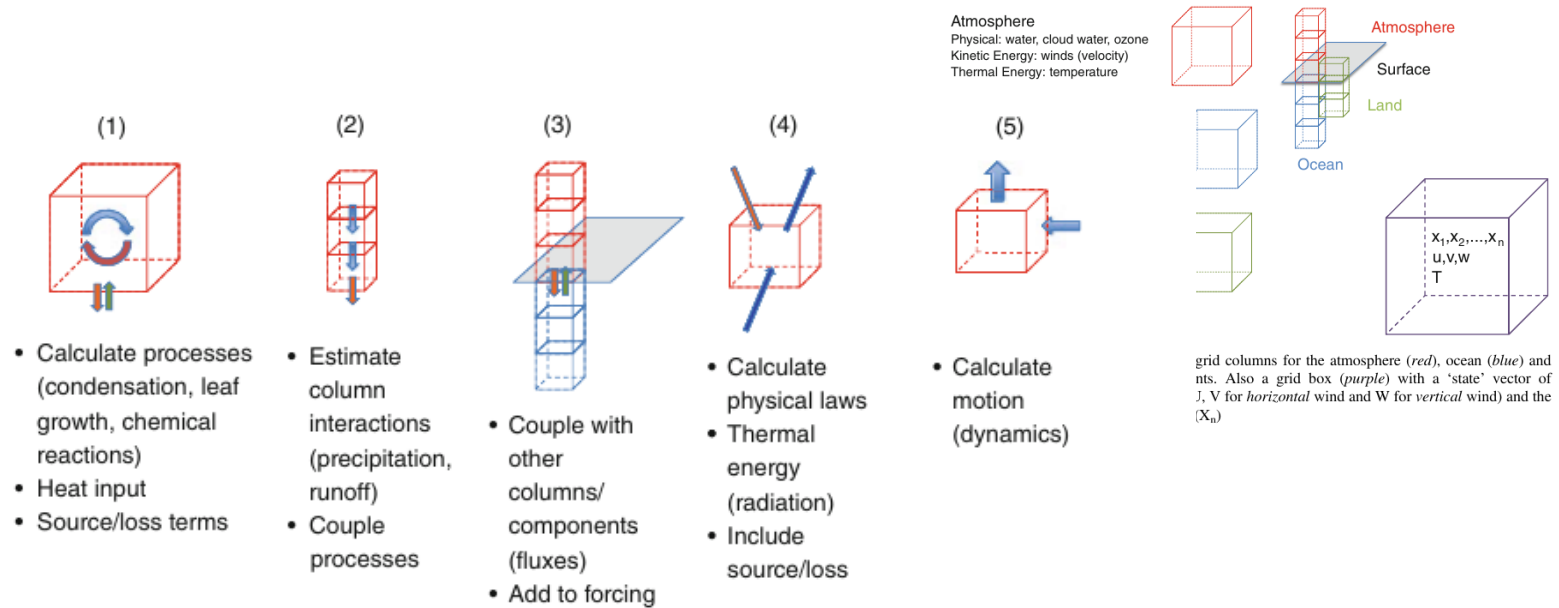 (1)
• Calculate processes
(condensation, leaf
growth, chemical
reactions)
• Heat input
• Source/loss terms
(2)
• Estimate
column
interactions
(precipitation,
runoff)
• Couple
processes
(3)
• Couple with
other
columns/
components
(fluxes)
• Add to forcing
(4)
• Calculate
physical laws
• Thermal
energy
(radiation)
• Include
source/loss
(5)
• Calculate
motion
(dynamics)
Atmosphere
Physical: water, cloud water, ozone
Kinetic Energy: winds (velocity)
Thermal Energy: temperature
Atmosphere
Surface
Land
Ocean
x1,x2,...,xn
u,v,w
T
grid columns for the atmosphere (red), ocean (blue) and
nts. Also a grid box (purple) with a ‘state’ vector of
, V for horizontal wind and W for vertical wind) and the
(Xn)